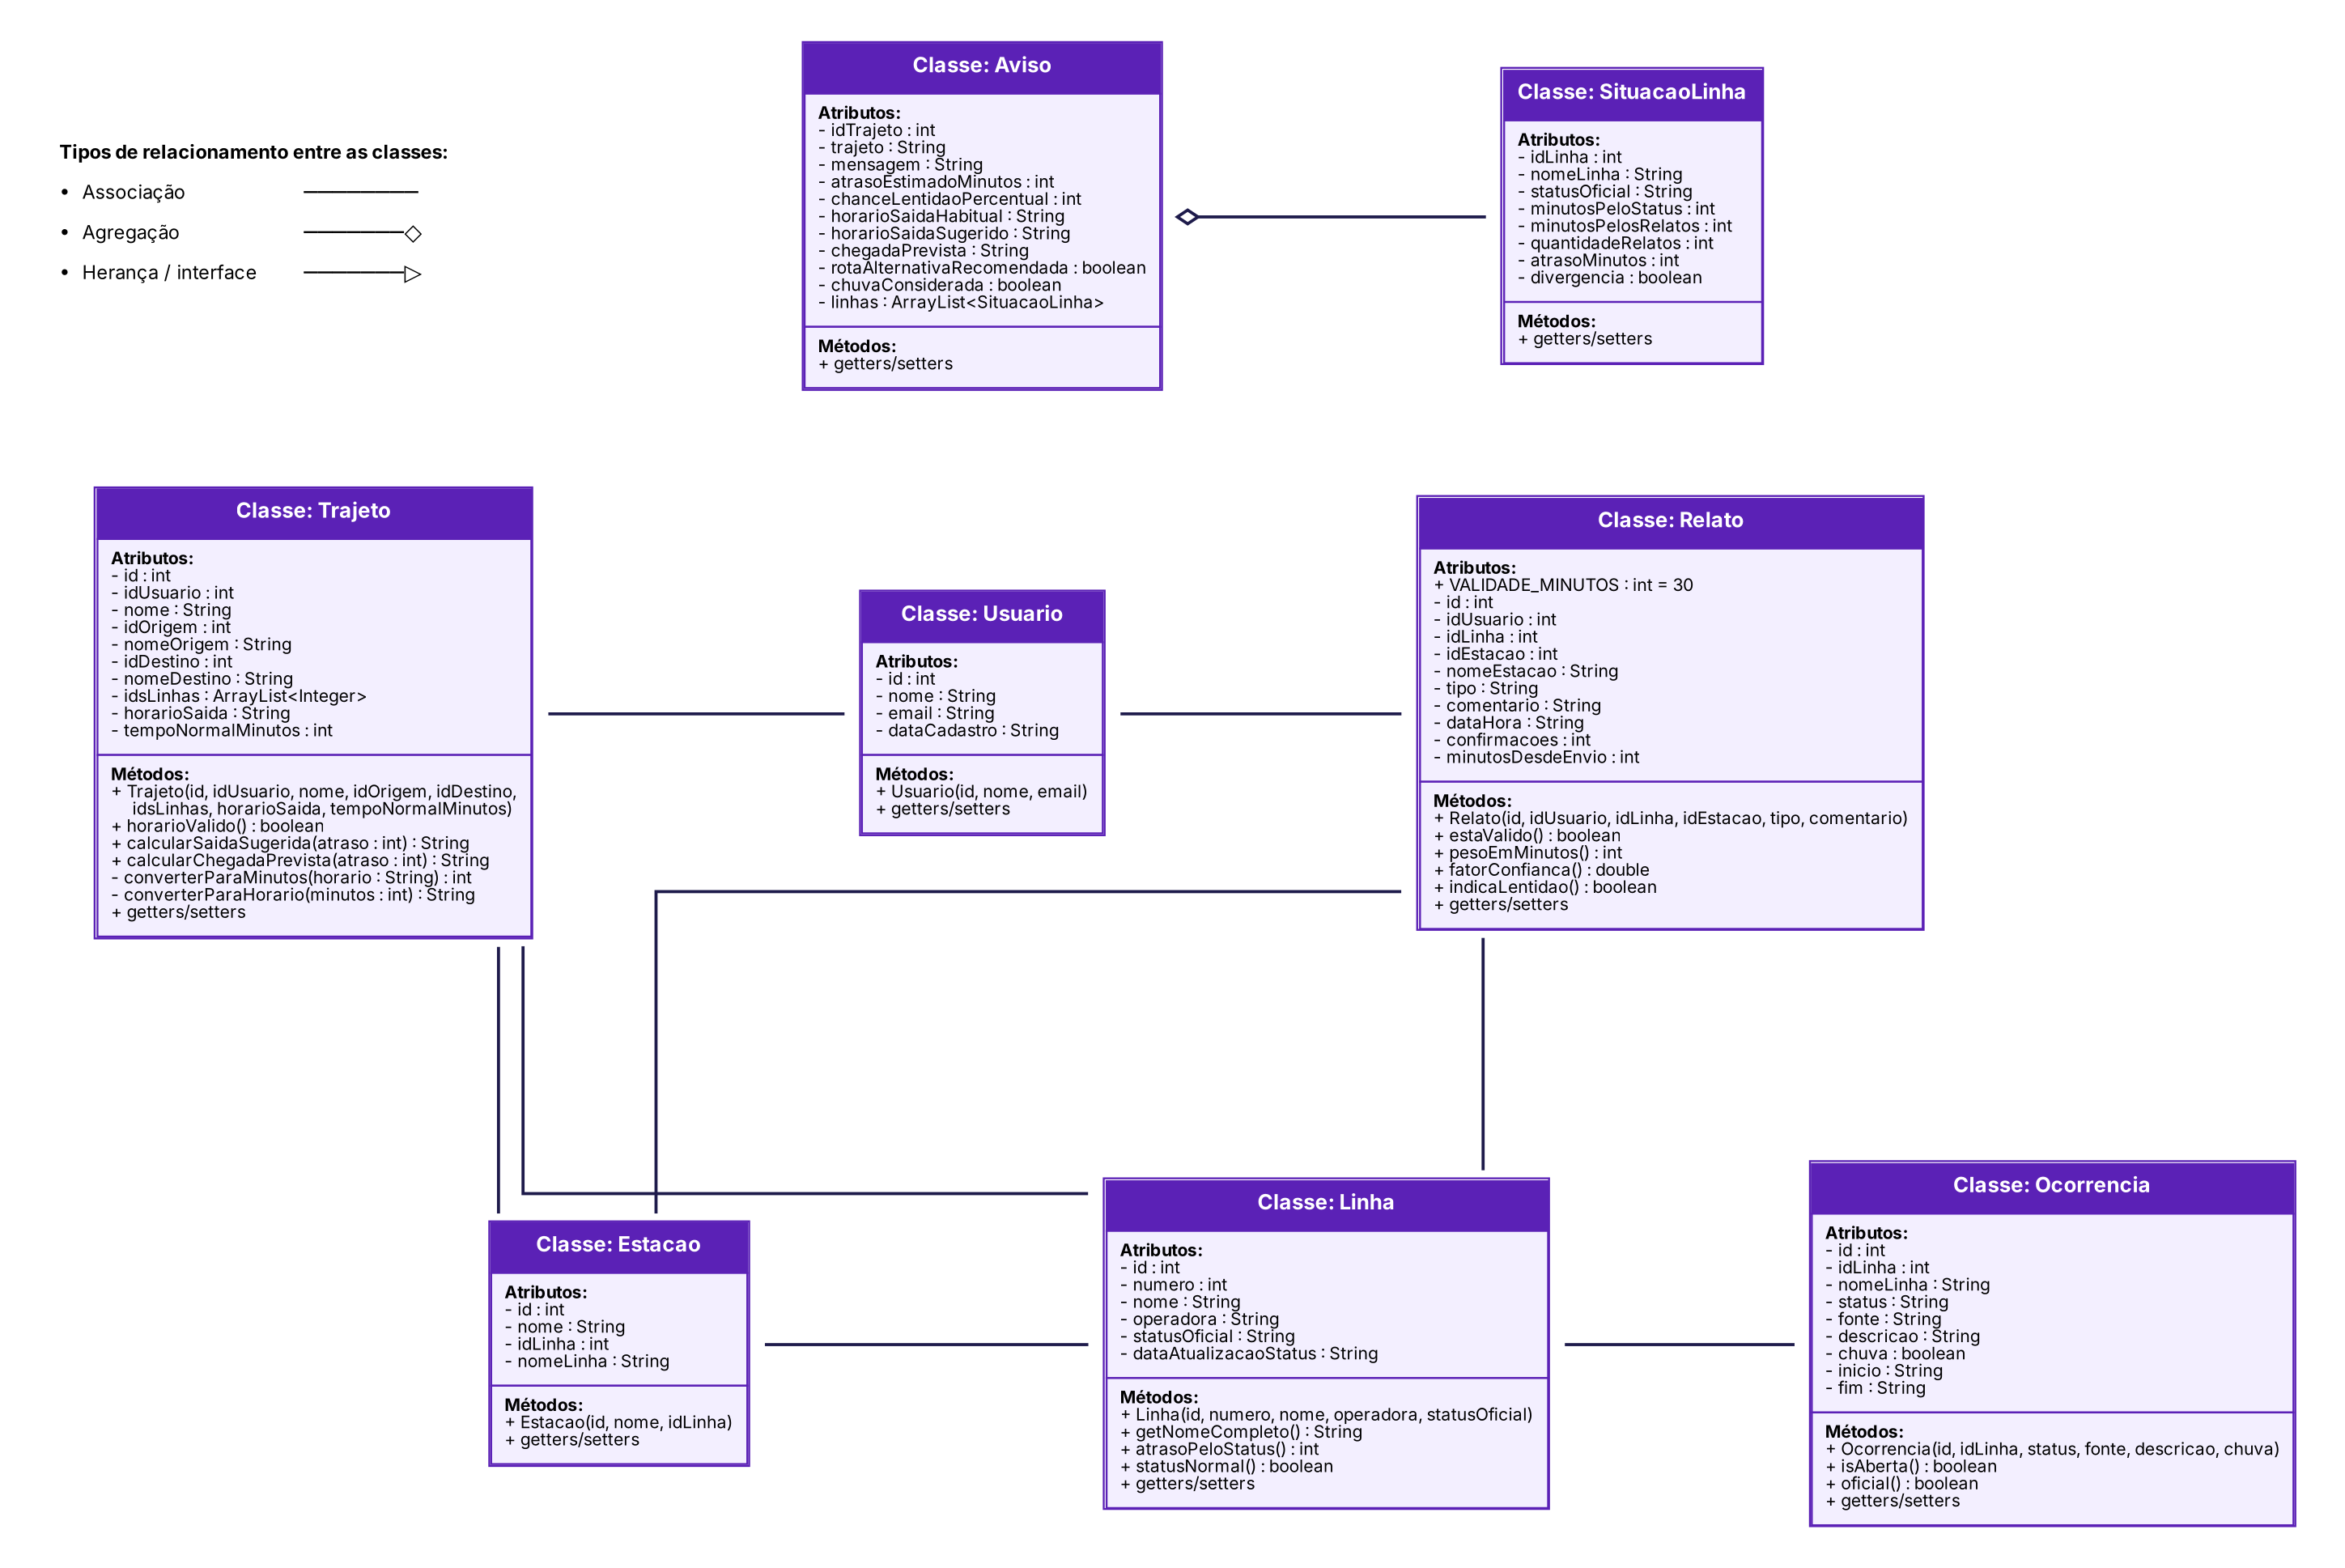 Tipos de relacionamento entre as classes:
• Associação
• Agregação
• Herança / interface
Classe: Aviso
Atributos:
- idTrajeto : int
- trajeto : String
- mensagem : String
- atrasoEstimadoMinutos : int
- chanceLentidaoPercentual : int
- horarioSaidaHabitual : String
- horarioSaidaSugerido : String
- chegadaPrevista : String
- rotaAlternativaRecomendada : boolean
- chuvaConsiderada : boolean
- linhas : ArrayList<SituacaoLinha>
Métodos:
+ getters/setters
Classe: SituacaoLinha
Atributos:
- idLinha : int
- nomeLinha : String
- statusOficial : String
- minutosPeloStatus : int
- minutosPelosRelatos : int
- quantidadeRelatos : int
- atrasoMinutos : int
- divergencia : boolean
Métodos:
+ getters/setters
Classe: Trajeto
Atributos:
- id : int
- idUsuario : int
- nome : String
- idOrigem : int
- nomeOrigem : String
- idDestino : int
- nomeDestino : String
- idsLinhas : ArrayList<Integer>
- horarioSaida : String
- tempoNormalMinutos : int
Métodos:
+ Trajeto(id, idUsuario, nome, idOrigem, idDestino,
idsLinhas, horarioSaida, tempoNormalMinutos)
+ horarioValido() : boolean
+ calcularSaidaSugerida(atraso : int) : String
+ calcularChegadaPrevista(atraso : int) : String
- converterParaMinutos(horario : String) : int
- converterParaHorario(minutos : int) : String
+ getters/setters
Classe: Usuario
Atributos:
- id : int
- nome : String
- email : String
- dataCadastro : String
Métodos:
+ Usuario(id, nome, email)
+ getters/setters
Classe: Relato
Atributos:
+ VALIDADE_MINUTOS : int = 30
- id : int
- idUsuario : int
- idLinha : int
- idEstacao : int
- nomeEstacao : String
- tipo : String
- comentario : String
- dataHora : String
- confirmacoes : int
- minutosDesdeEnvio : int
Métodos:
+ Relato(id, idUsuario, idLinha, idEstacao, tipo, comentario)
+ estaValido() : boolean
+ pesoEmMinutos() : int
+ fatorConfianca() : double
+ indicaLentidao() : boolean
+ getters/setters
Classe: Estacao
Atributos:
- id : int
- nome : String
- idLinha : int
- nomeLinha : String
Métodos:
+ Estacao(id, nome, idLinha)
+ getters/setters
Classe: Linha
Atributos:
- id : int
- numero : int
- nome : String
- operadora : String
- statusOficial : String
- dataAtualizacaoStatus : String
Métodos:
+ Linha(id, numero, nome, operadora, statusOficial)
+ getNomeCompleto() : String
+ atrasoPeloStatus() : int
+ statusNormal() : boolean
+ getters/setters
Classe: Ocorrencia
Atributos:
- id : int
- idLinha : int
- nomeLinha : String
- status : String
- fonte : String
- descricao : String
- chuva : boolean
- inicio : String
- fim : String
Métodos:
+ Ocorrencia(id, idLinha, status, fonte, descricao, chuva)
+ isAberta() : boolean
+ oficial() : boolean
+ getters/setters